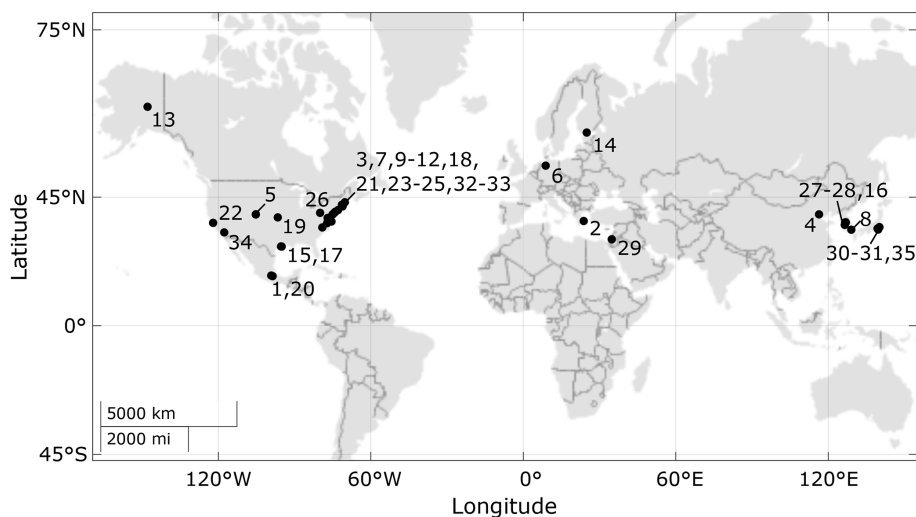 75°N
13
3,7,9-12,18,
14
6
21,23-25,32-33
45°N
5
26
27-28,16
22
19
2
4
8
34
15,17
29
30-31,35
1,20
0°
5000 km
2000 mi
45°S
120°W
60°W
0°
60°E
120°E
Longitude
Latitude